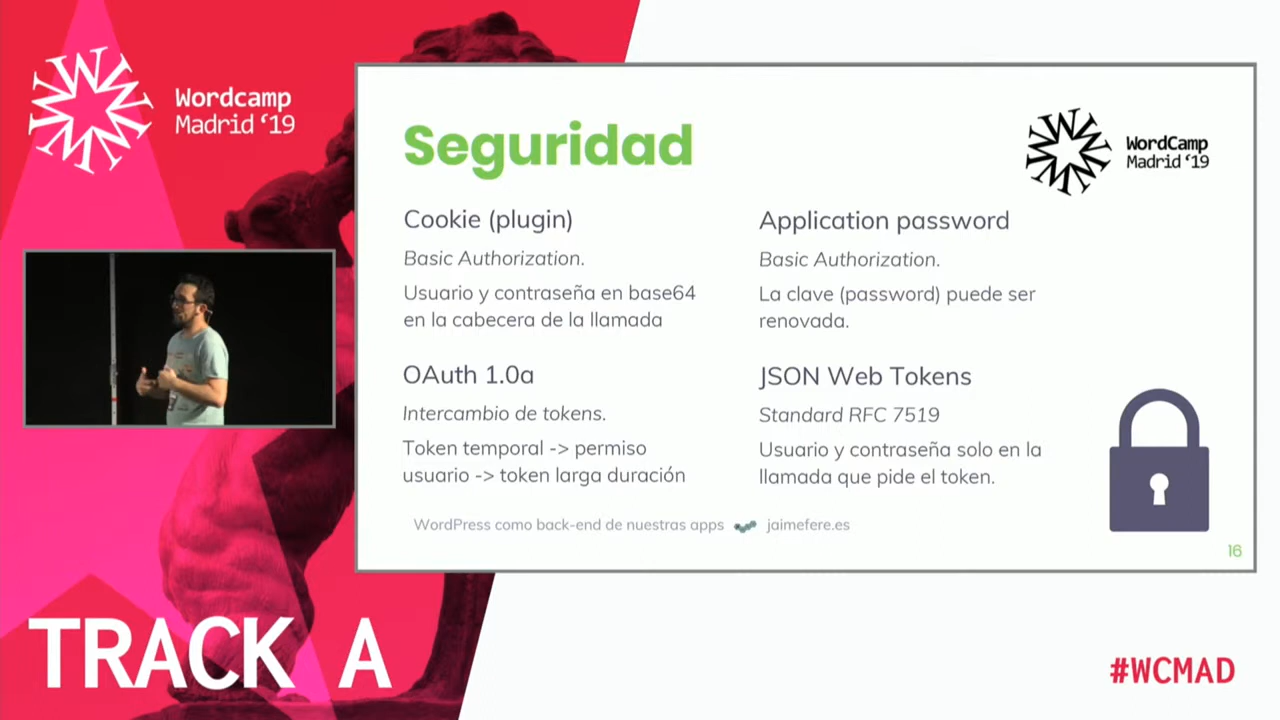 Wordcamp
Madrid '19
Seguridad
WordCamp
Madrid '19
Cookie (plugin)
Basic Authorization.
Usuario y contraseña en base64
en la cabecera de la llamada
Application password
Basic Authorization.
La clave (password) puede ser
renovada.
OAuth 1.0a
Intercambio de tokens.
Token temporal -> permiso
usuario -> token larga duración
JSON Web Tokens
Standard RFC 7519
Usuario y contraseña solo en la
llamada que pide el token.
WordPress como back-end de nuestras apps jaimefere.es
16
TRACK A
#WCMAD